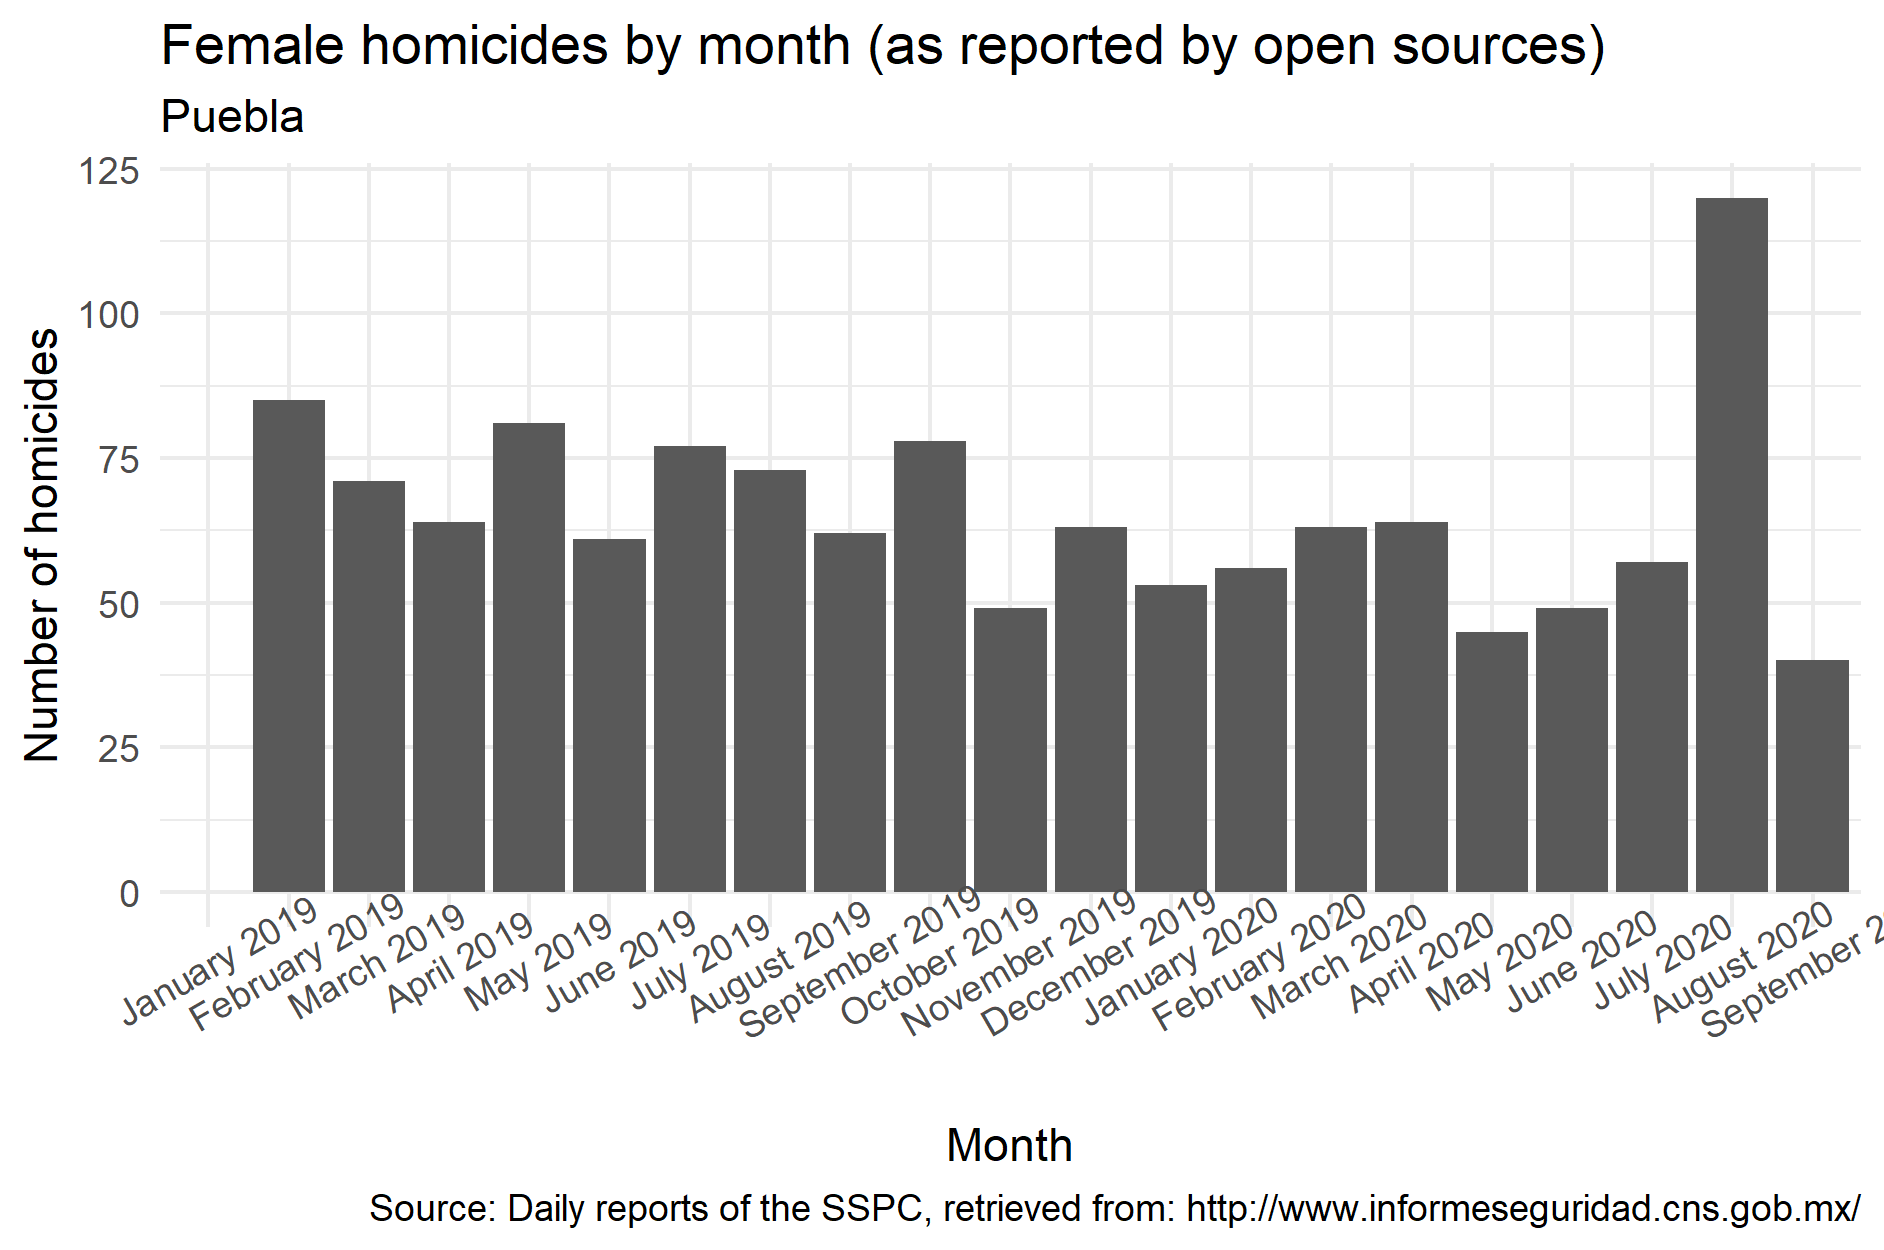 Female homicides by month (as reported by open sources)
Puebla
125
100
75
50
25
0
Number of homicides
January 2019
February 2019
March 2019
April 2019
May 2019
June 2019
July 2019
August 2019
September 2019
October 2019
November 2019
December 2019
January 2020
February 2020
March 2020
April 2020
May 2020
June 2020
July 2020
August 2020
September
Month
Source: Daily reports of the SSPC, retrieved from: http://www.informeseguridad.cns.gob.mx/